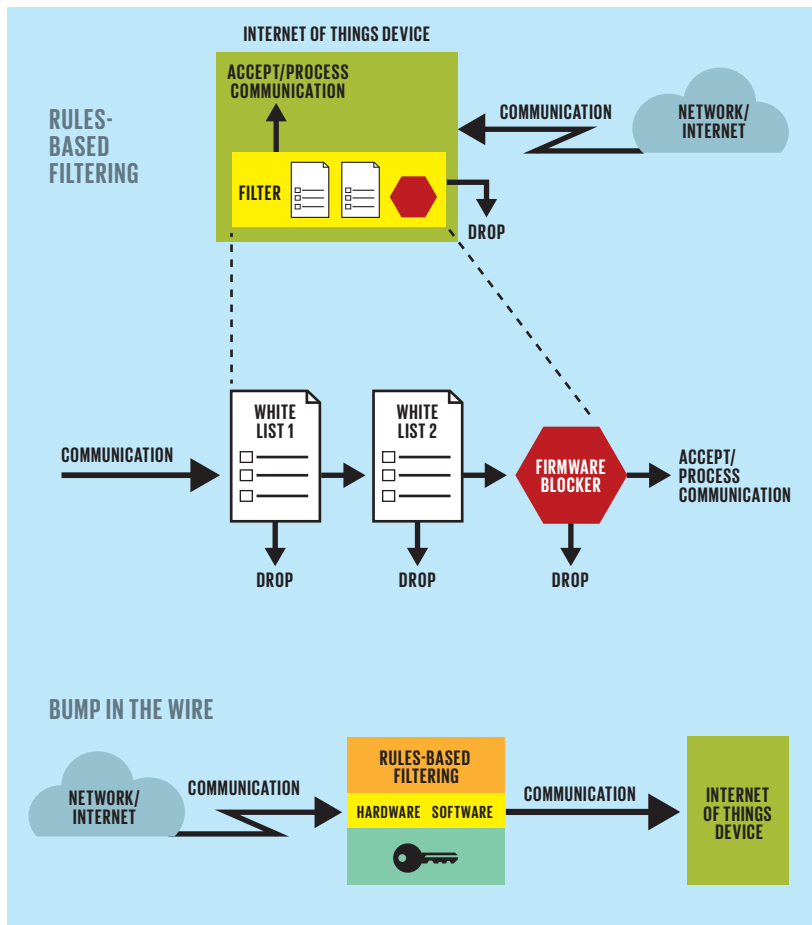 INTERNET OF THINGS DEVICE
RULES-
BASED
FILTERING
ACCEPT/PROCESS
COMMUNICATION
COMMUNICATION
NETWORK/
INTERNET
FILTER
DROP
COMMUNICATION
WHITE
LIST 1
WHITE
LIST 2
FIRMWARE
BLOCKER
ACCEPT/
PROCESS
COMMUNICATION
DROP
DROP
DROP
BUMP IN THE WIRE
NETWORK/
INTERNET
COMMUNICATION
RULES-BASED
FILTERING
HARDWARE SOFTWARE
COMMUNICATION
INTERNET
OF THINGS
DEVICE